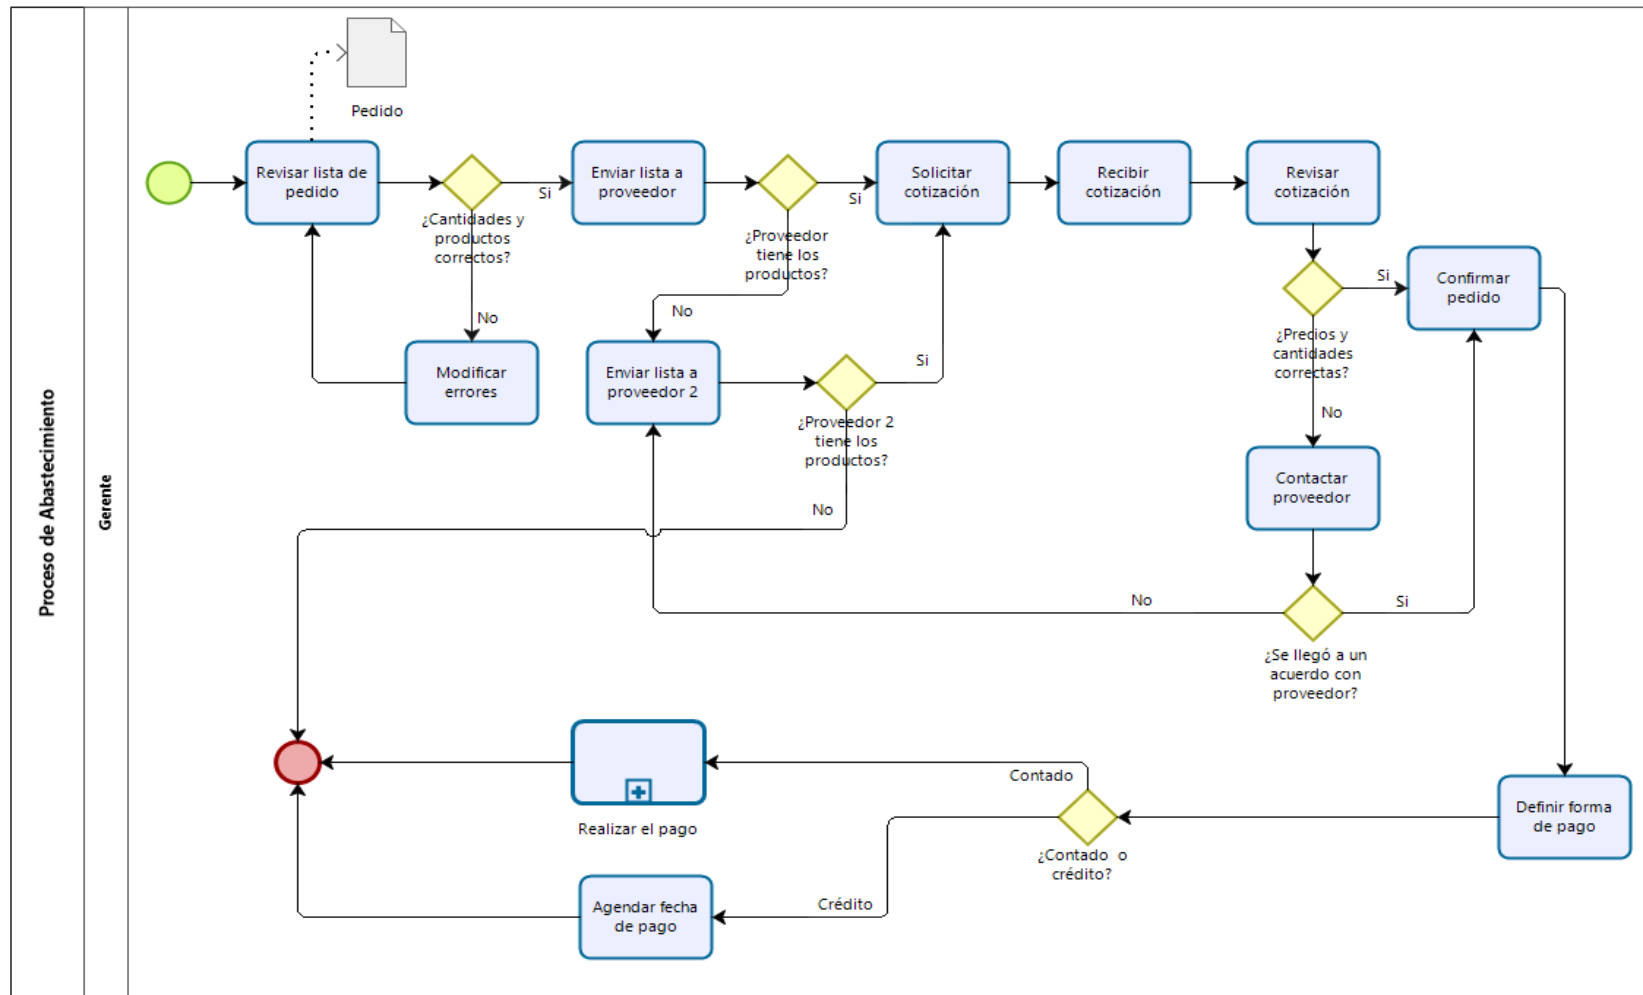 Proceso de Abastecimiento
Gerente
Pedido
Revisar lista de
pedido
¿Cantidades y
productos
correctos?
Si
No
Modificar
errores
Enviar lista a
proveedor
¿Proveedor
tiene los
productos?
Si
No
Enviar lista a
proveedor 2
¿Proveedor 2
tiene los
productos?
Si
No
Solicitar
cotización
Recibir
cotización
Revisar
cotización
¿Precios y
cantidades
correctas?
Si
No
Confirmar
pedido
Contactar
proveedor
¿Se llegó a un
acuerdo con
proveedor?
No
Si
Definir forma
de pago
¿Contado o
crédito?
Contado
Crédito
Realizar el pago
Agendar fecha
de pago